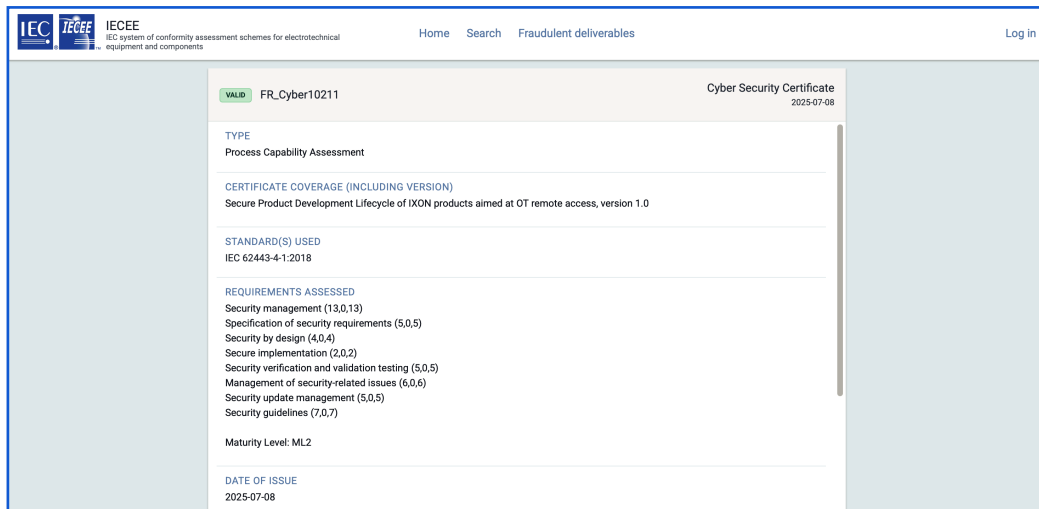 IEC
®
IECEE
™
IECEE
IEC system of conformity assessment schemes for electrotechnical
equipment and components
Home Search Fraudulent deliverables
Log in
VALID FR_Cyber10211
Cyber Security Certificate
2025-07-08
TYPE
Process Capability Assessment
CERTIFICATE COVERAGE (INCLUDING VERSION)
Secure Product Development Lifecycle of IXON products aimed at OT remote access, version 1.0
STANDARD(S) USED
IEC 62443-4-1:2018
REQUIREMENTS ASSESSED
Security management (13,0,13)
Specification of security requirements (5,0,5)
Security by design (4,0,4)
Secure implementation (2,0,2)
Security verification and validation testing (5,0,5)
Management of security-related issues (6,0,6)
Security update management (5,0,5)
Security guidelines (7,0,7)
Maturity Level: ML2
DATE OF ISSUE
2025-07-08